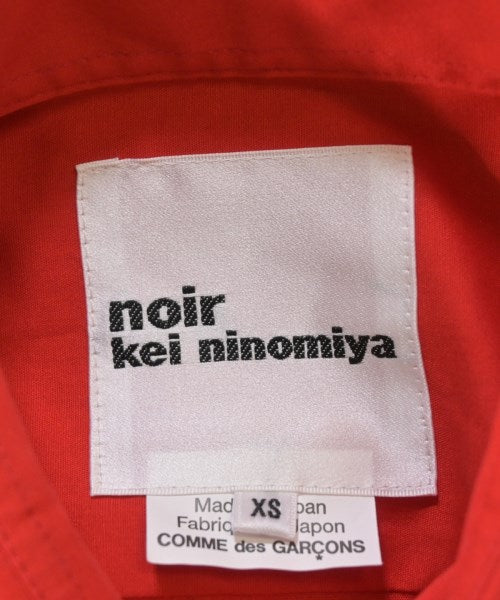 noir
kei ninomiya
XS
Mad pan
Fabriq Japon
COMME des GARÇONS